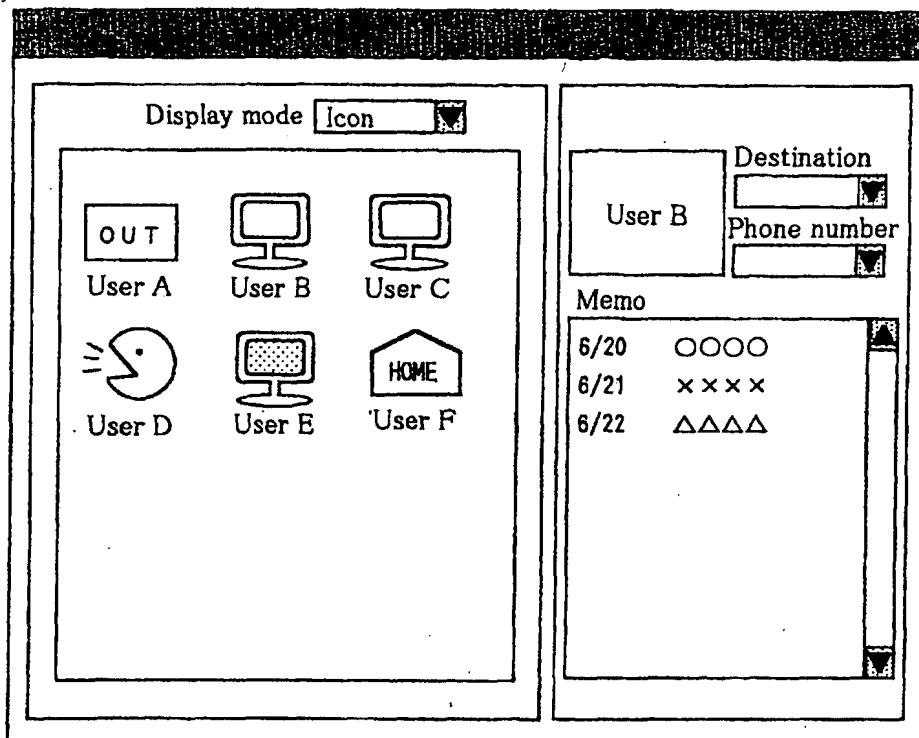 Display mode Icon
OUT
User A User B User C
HOME
User D User E User F
User B
Destination
Phone number
Memo
6/20 ○○○○
6/21 ××××
6/22 △△△△